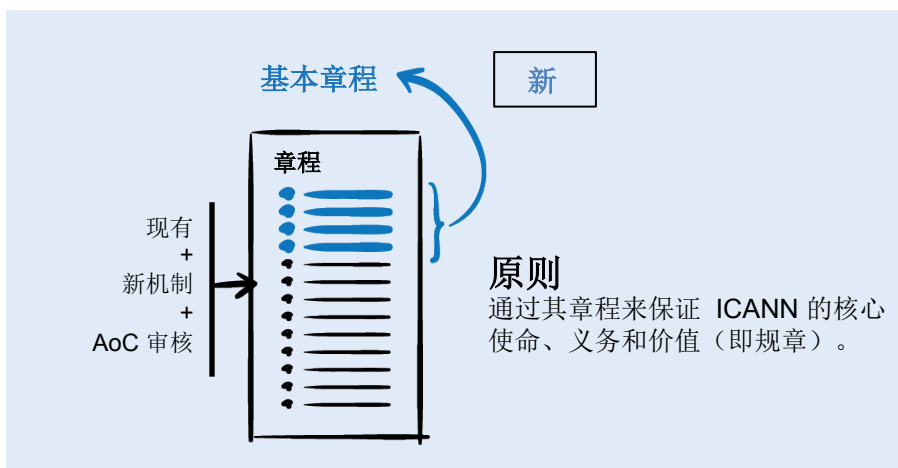 基本章程
新
章程
现有
+
新机制
+
AoC 审核
原则
通过其章程来保证 ICANN 的核心
使命、义务和价值（即规章）。